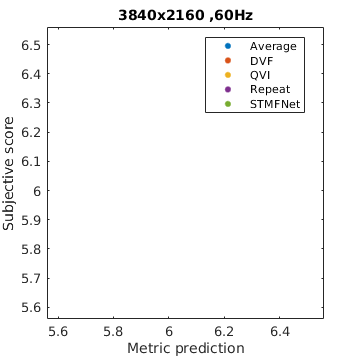 3840x2160 ,60Hz
Average
DVF
QVI
Repeat
STMFNet
Subjective score
6.5
6.4
6.3
6.2
6.1
6
5.9
5.8
5.7
5.6
5.6 5.8 6 6.2 6.4
Metric prediction